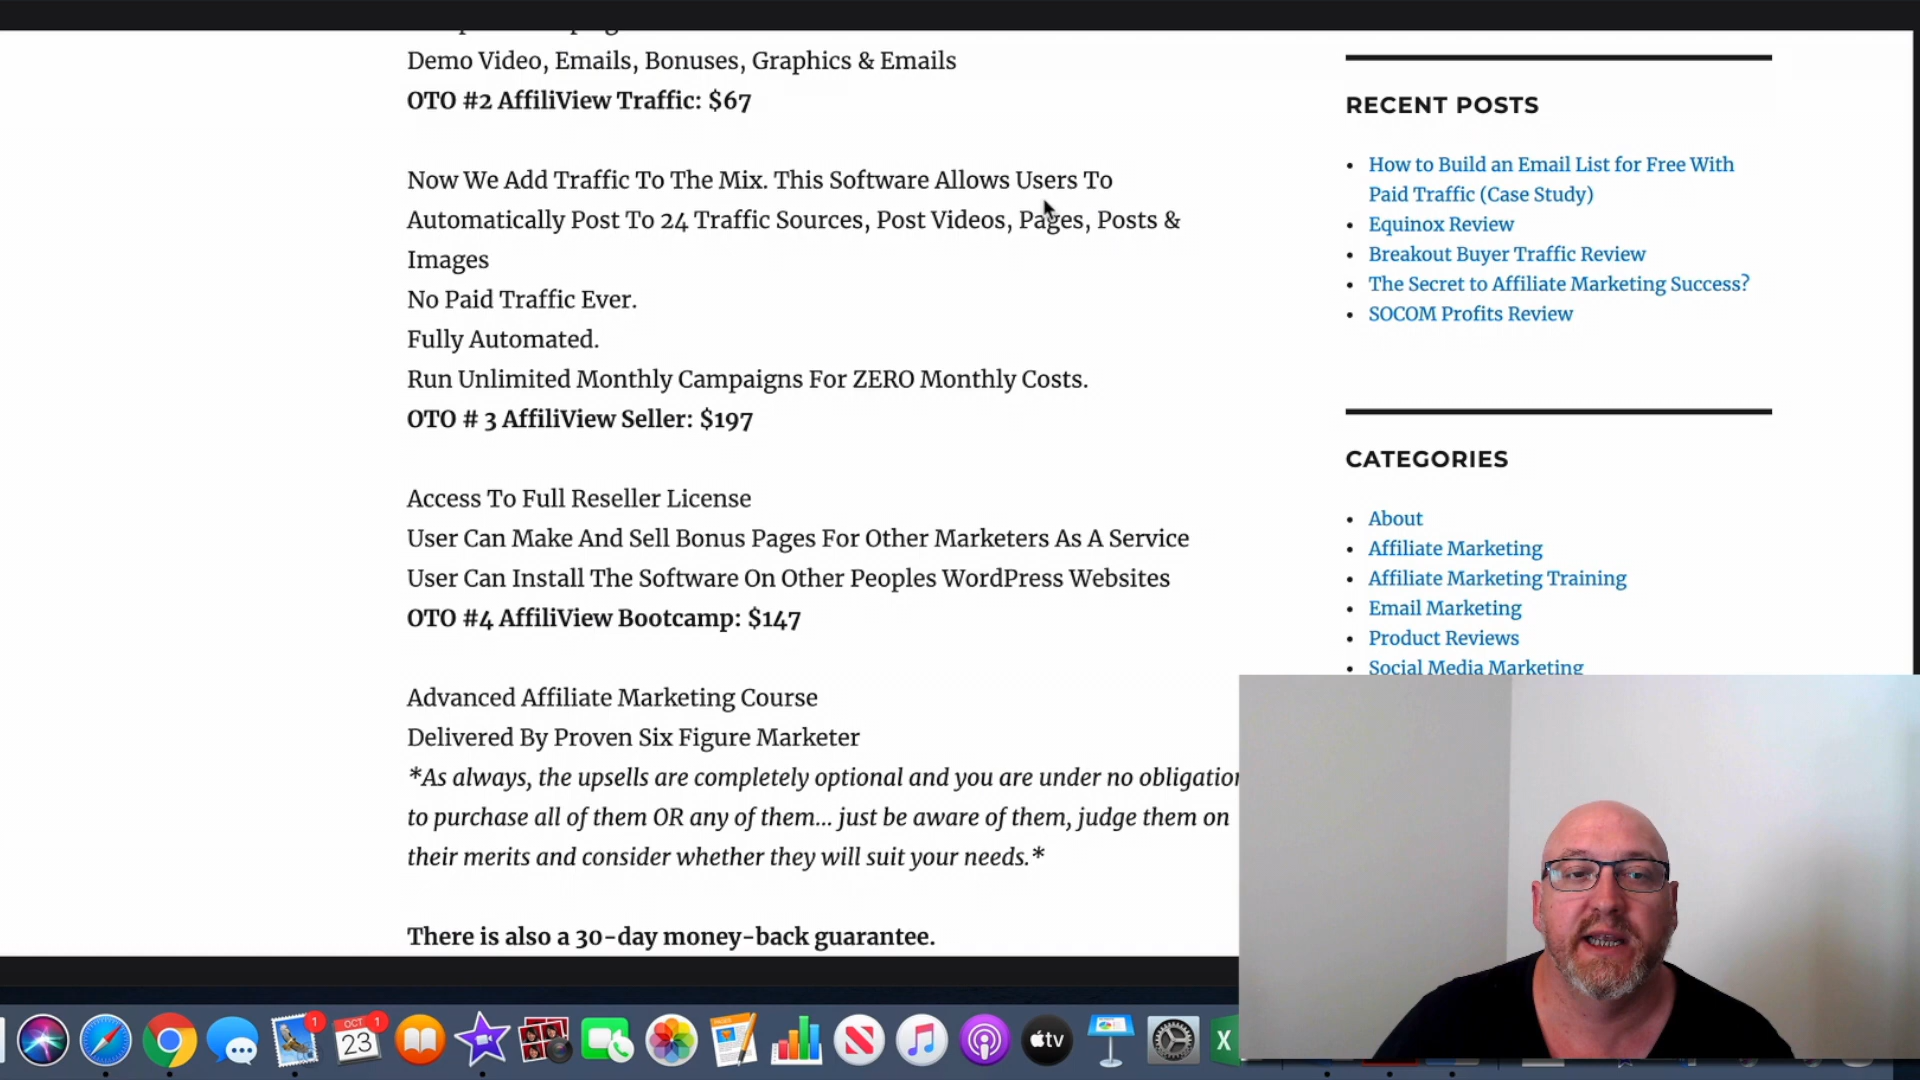 Demo Video, Emails, Bonuses, Graphics & Emails
OTO #2 AffiliView Traffic: $67
Now We Add Traffic To The Mix. This Software Allows Users To
Automatically Post To 24 Traffic Sources, Post Videos, Pages, Posts &
Images
No Paid Traffic Ever.
Fully Automated.
Run Unlimited Monthly Campaigns For ZERO Monthly Costs.
OTO # 3 AffiliView Seller: $197
Access To Full Reseller License
User Can Make And Sell Bonus Pages For Other Marketers As A Service
User Can Install The Software On Other Peoples WordPress Websites
OTO #4 AffiliView Bootcamp: $147
Advanced Affiliate Marketing Course
Delivered By Proven Six Figure Marketer
*As always, the upsells are completely optional and you are under no obligation
to purchase all of them OR any of them... just be aware of them, judge them on
their merits and consider whether they will suit your needs.*
There is also a 30-day money-back guarantee.
RECENT POSTS
How to Build an Email List for Free With
Paid Traffic (Case Study)
Equinox Review
Breakout Buyer Traffic Review
The Secret to Affiliate Marketing Success?
SOCOM Profits Review
CATEGORIES
About
Affiliate Marketing
Affiliate Marketing Training
Email Marketing
Product Reviews
Social Media Marketing
1
OCT
1
23
tv
X